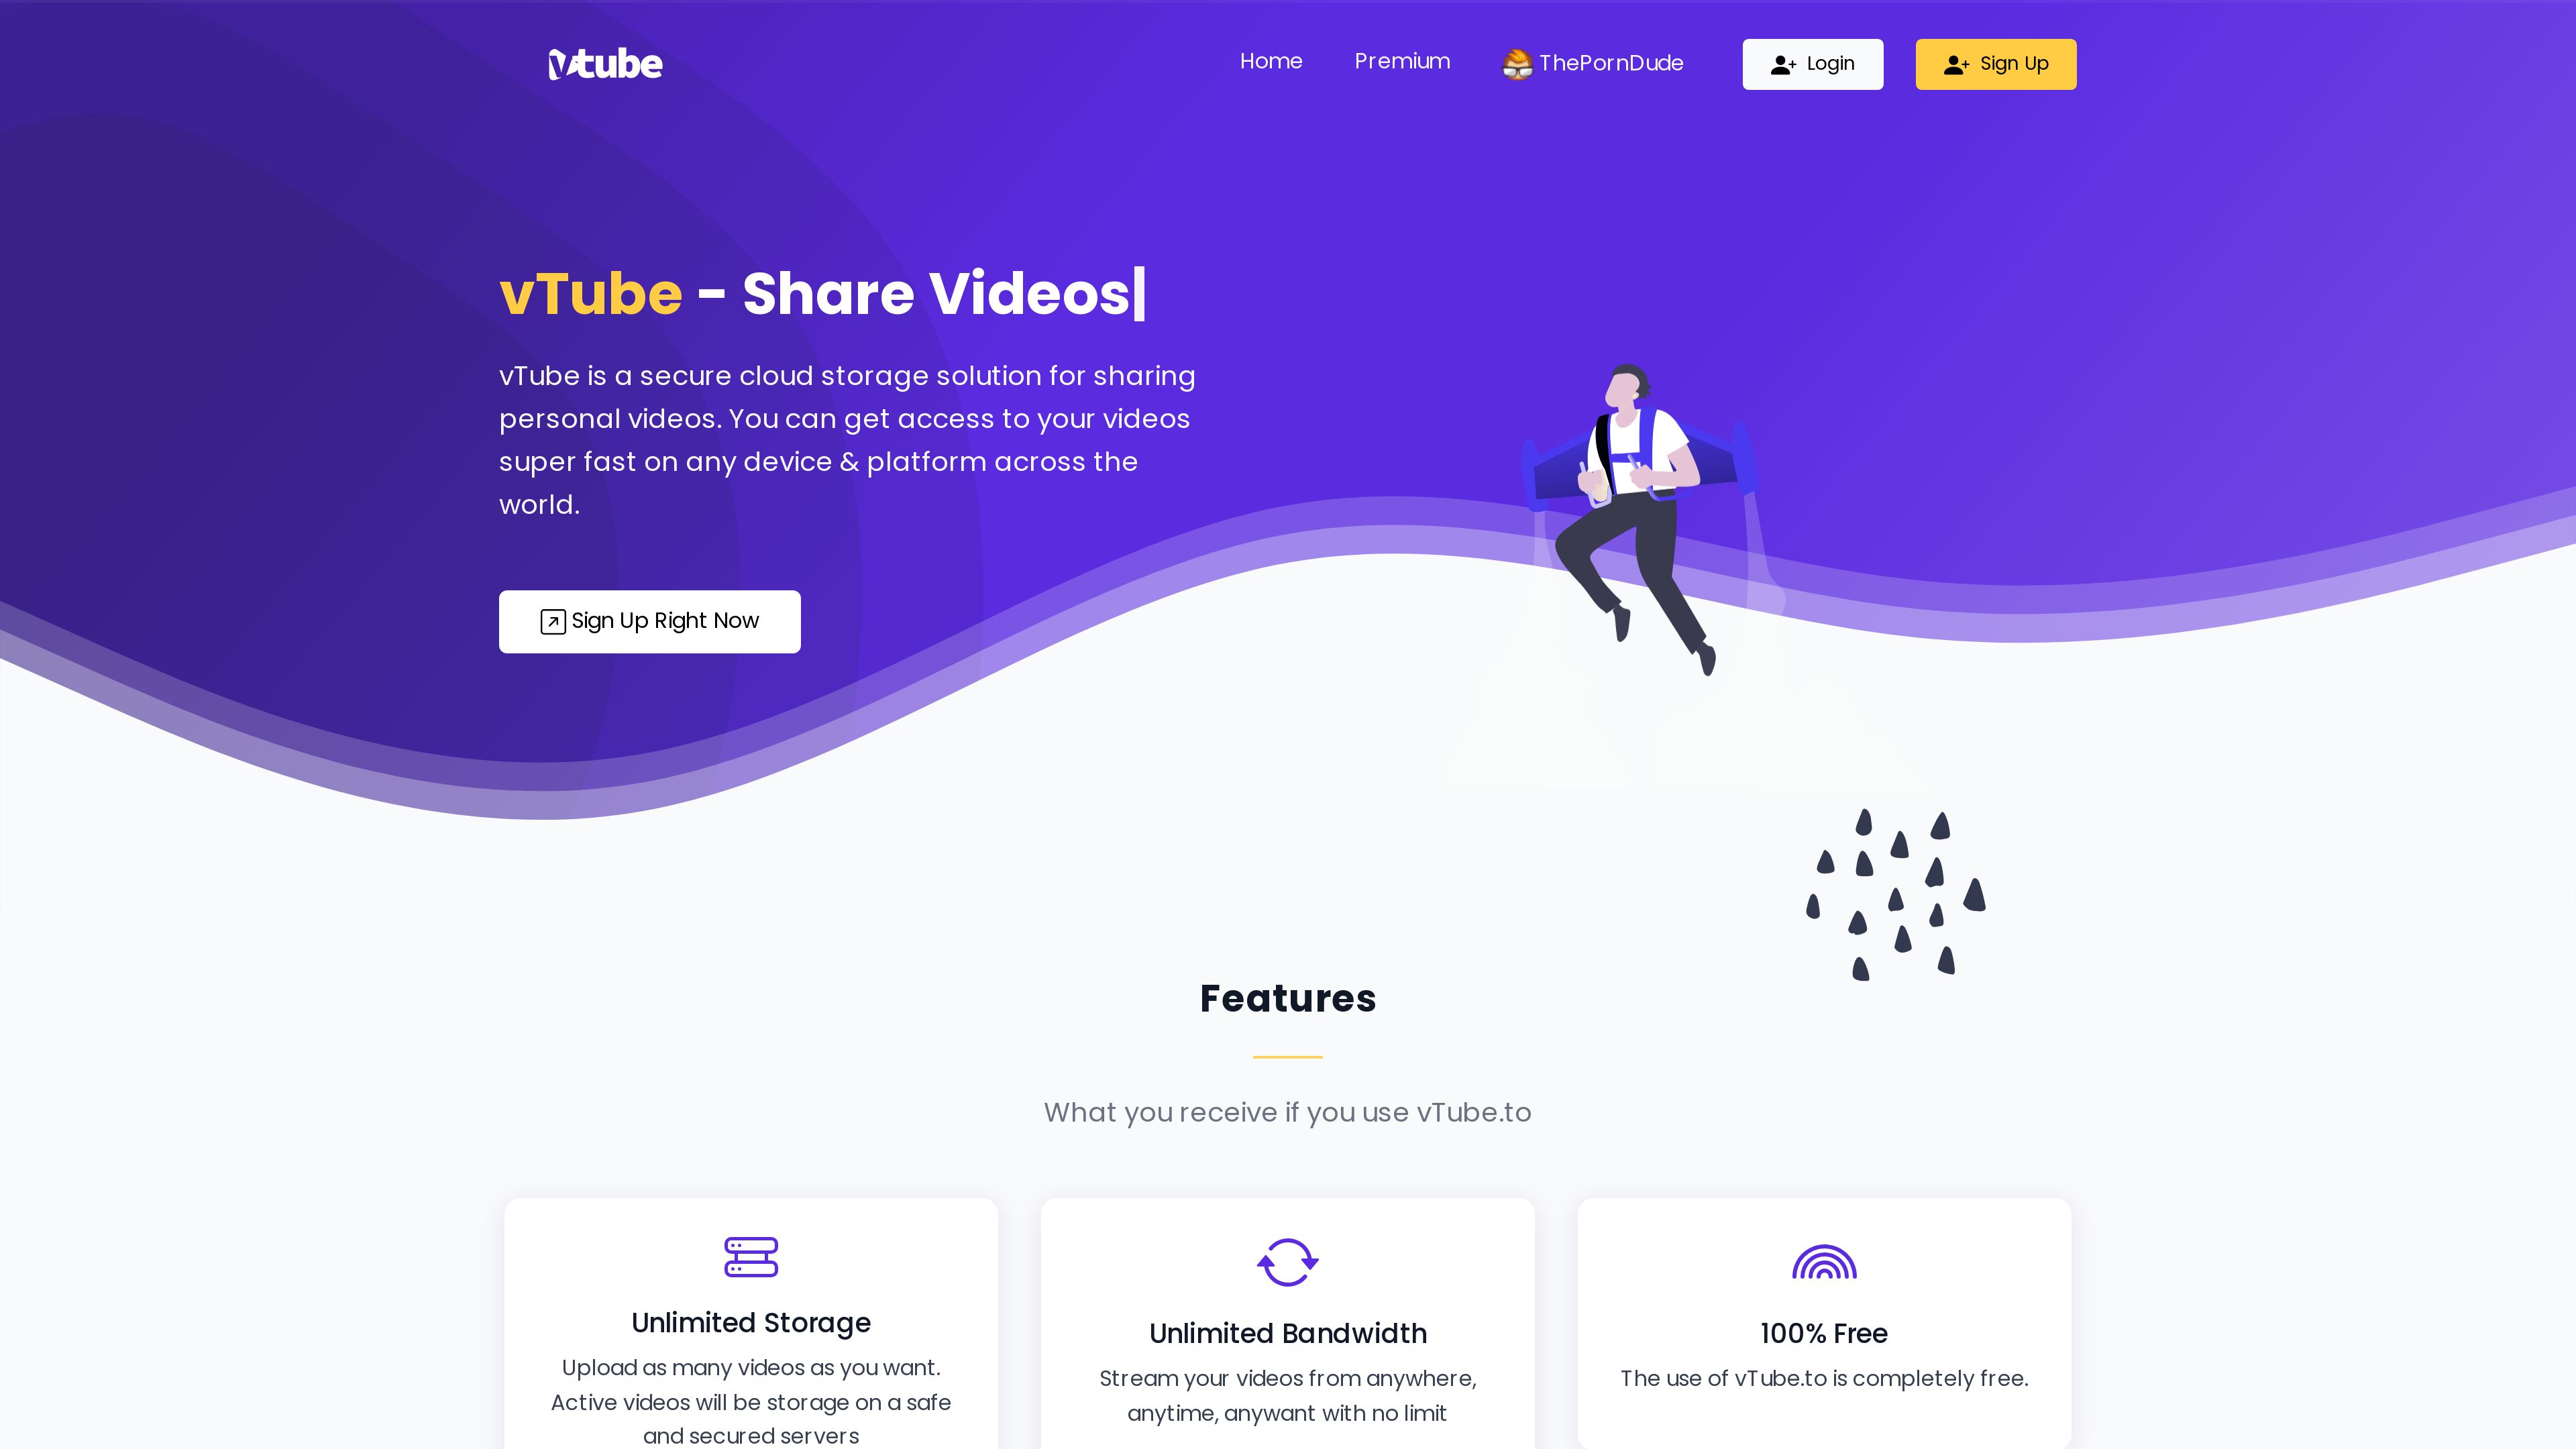 vtube
Home
Premium
ThePornDude
Login
Sign Up
vTube - Share Videos|
vTube is a secure cloud storage solution for sharing
personal videos. You can get access to your videos
super fast on any device & platform across the
world.
Sign Up Right Now
Features
What you receive if you use vTube.to
Unlimited Storage
Upload as many videos as you want.
Active videos will be storage on a safe
and secured servers
Unlimited Bandwidth
Stream your videos from anywhere,
anytime, anywant with no limit
100% Free
The use of vTube.to is completely free.